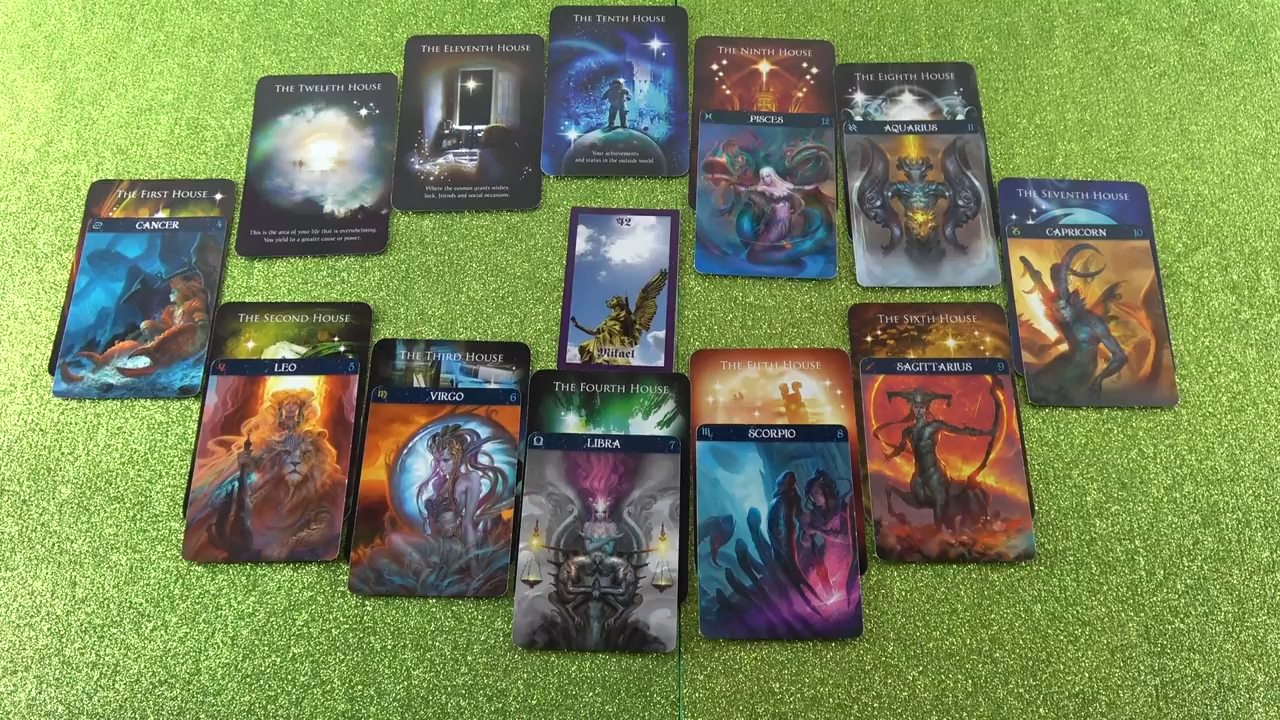 THE TENTH HOUSE
Your achievements
and status in the outside world.
THE ELEVENTH HOUSE
Where the cosmos grants wishes,
luck, friends and social occasions
THE TWELFTH HOUSE
This is the area of your life that is overwhelming.
You yield to a greater cause or power.
THE NINTH HOUSE
PISCES 12
THE EIGHTH HOUSE
AQUARIUS 11
THE FIRST HOUSE
CANCER 4
THE SEVENTH HOUSE
CAPRICORN 10
42
Mikael
THE SECOND HOUSE
LEO 5
THE THIRD HOUSE
VIRGO 6
THE FOURTH HOUSE
LIBRA 7
THE FIFTH HOUSE
SCORPIO 8
THE SIXTH HOUSE
SAGITTARIUS 9